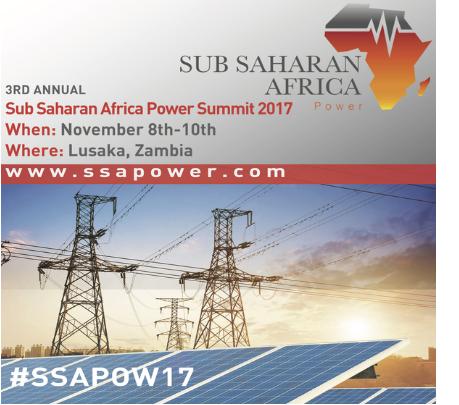 SUB SAHARAN
AFRICA
Power
3RD ANNUAL
Sub Saharan Africa Power Summit 2017
When: November 8th-10th
Where: Lusaka, Zambia
www.ssapower.com
#SSAPOW17